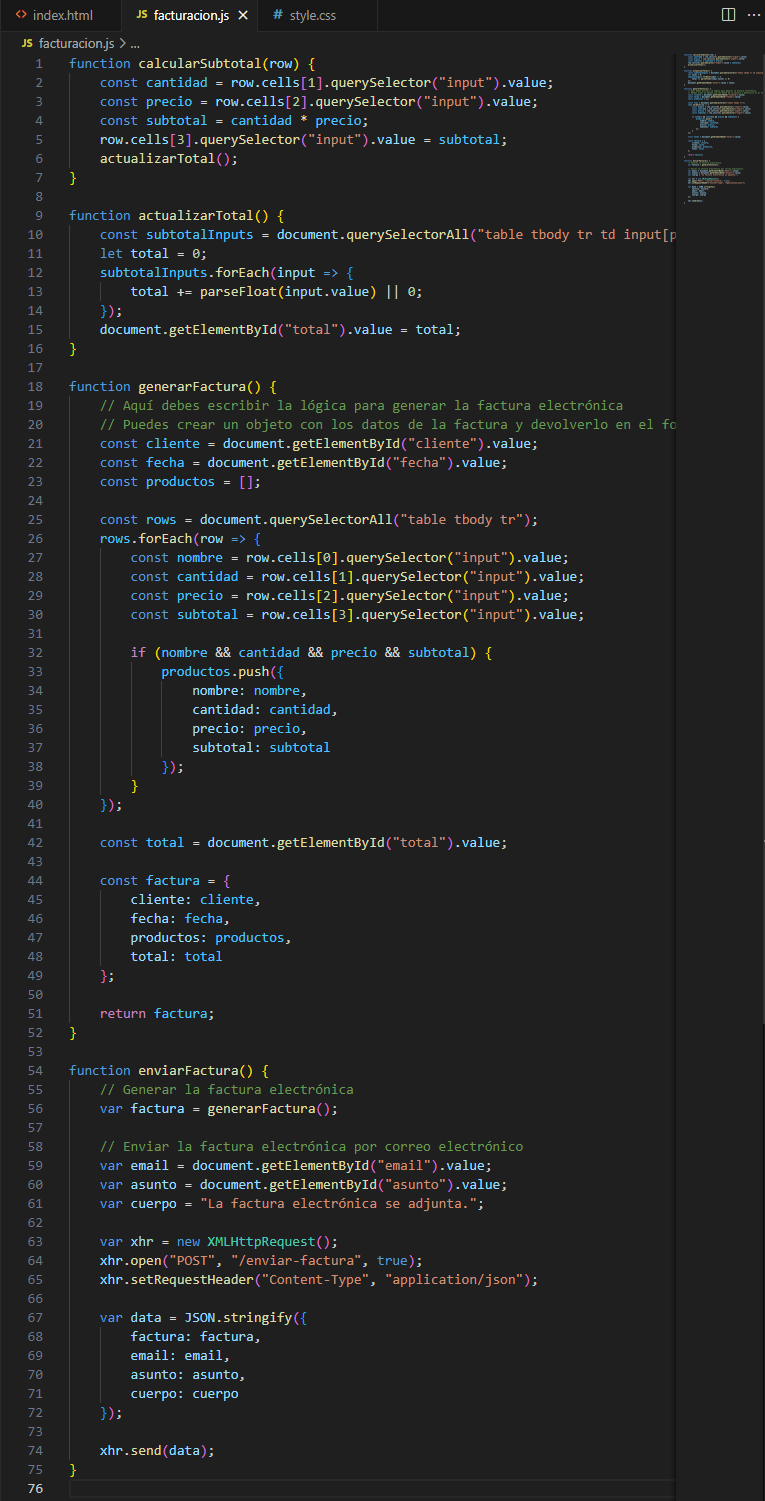 index.html JS facturacion.js # style.css
JS facturacion.js > ...
1 function calcularSubtotal(row) {
2 const cantidad = row.cells[1].querySelector("input").value;
3 const precio = row.cells[2].querySelector("input").value;
4 const subtotal = cantidad * precio;
5 row.cells[3].querySelector("input").value = subtotal;
6 actualizarTotal();
7 }
8
9 function actualizarTotal() {
10 const subtotalInputs = document.querySelectorAll("table tbody tr td input[p
11 let total = 0;
12 subtotalInputs.forEach(input => {
13 total += parseFloat(input.value) || 0;
14 });
15 document.getElementById("total").value = total;
16 }
17
18 function generarFactura() {
19 // Aquí debes escribir la lógica para generar la factura electrónica
20 // Puedes crear un objeto con los datos de la factura y devolverlo en el fo
21 const cliente = document.getElementById("cliente").value;
22 const fecha = document.getElementById("fecha").value;
23 const productos = [];
24
25 const rows = document.querySelectorAll("table tbody tr");
26 rows.forEach(row => {
27 const nombre = row.cells[0].querySelector("input").value;
28 const cantidad = row.cells[1].querySelector("input").value;
29 const precio = row.cells[2].querySelector("input").value;
30 const subtotal = row.cells[3].querySelector("input").value;
31
32 if (nombre && cantidad && precio && subtotal) {
33 productos.push({
34 nombre: nombre,
35 cantidad: cantidad,
36 precio: precio,
37 subtotal: subtotal
38 });
39 }
40 });
41
42 const total = document.getElementById("total").value;
43
44 const factura = {
45 cliente: cliente,
46 fecha: fecha,
47 productos: productos,
48 total: total
49 };
50
51 return factura;
52 }
53
54 function enviarFactura() {
55 // Generar la factura electrónica
56 var factura = generarFactura();
57
58 // Enviar la factura electrónica por correo electrónico
59 var email = document.getElementById("email").value;
60 var asunto = document.getElementById("asunto").value;
61 var cuerpo = "La factura electrónica se adjunta.";
62
63 var xhr = new XMLHttpRequest();
64 xhr.open("POST", "/enviar-factura", true);
65 xhr.setRequestHeader("Content-Type", "application/json");
66
67 var data = JSON.stringify({
68 factura: factura,
69 email: email,
70 asunto: asunto,
71 cuerpo: cuerpo
72 });
73
74 xhr.send(data);
75 }
76